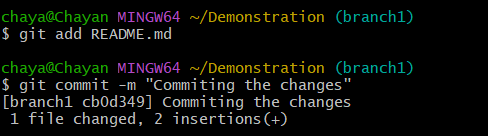 chaya@Chayan MINGW64 ~/Demonstration (branch1)
$ git add README.md
chaya@Chayan MINGW64 ~/Demonstration (branch1)
$ git commit -m "Commiting the changes"
[branch1 cb0d349] Commiting the changes
 1 file changed, 2 insertions(+)